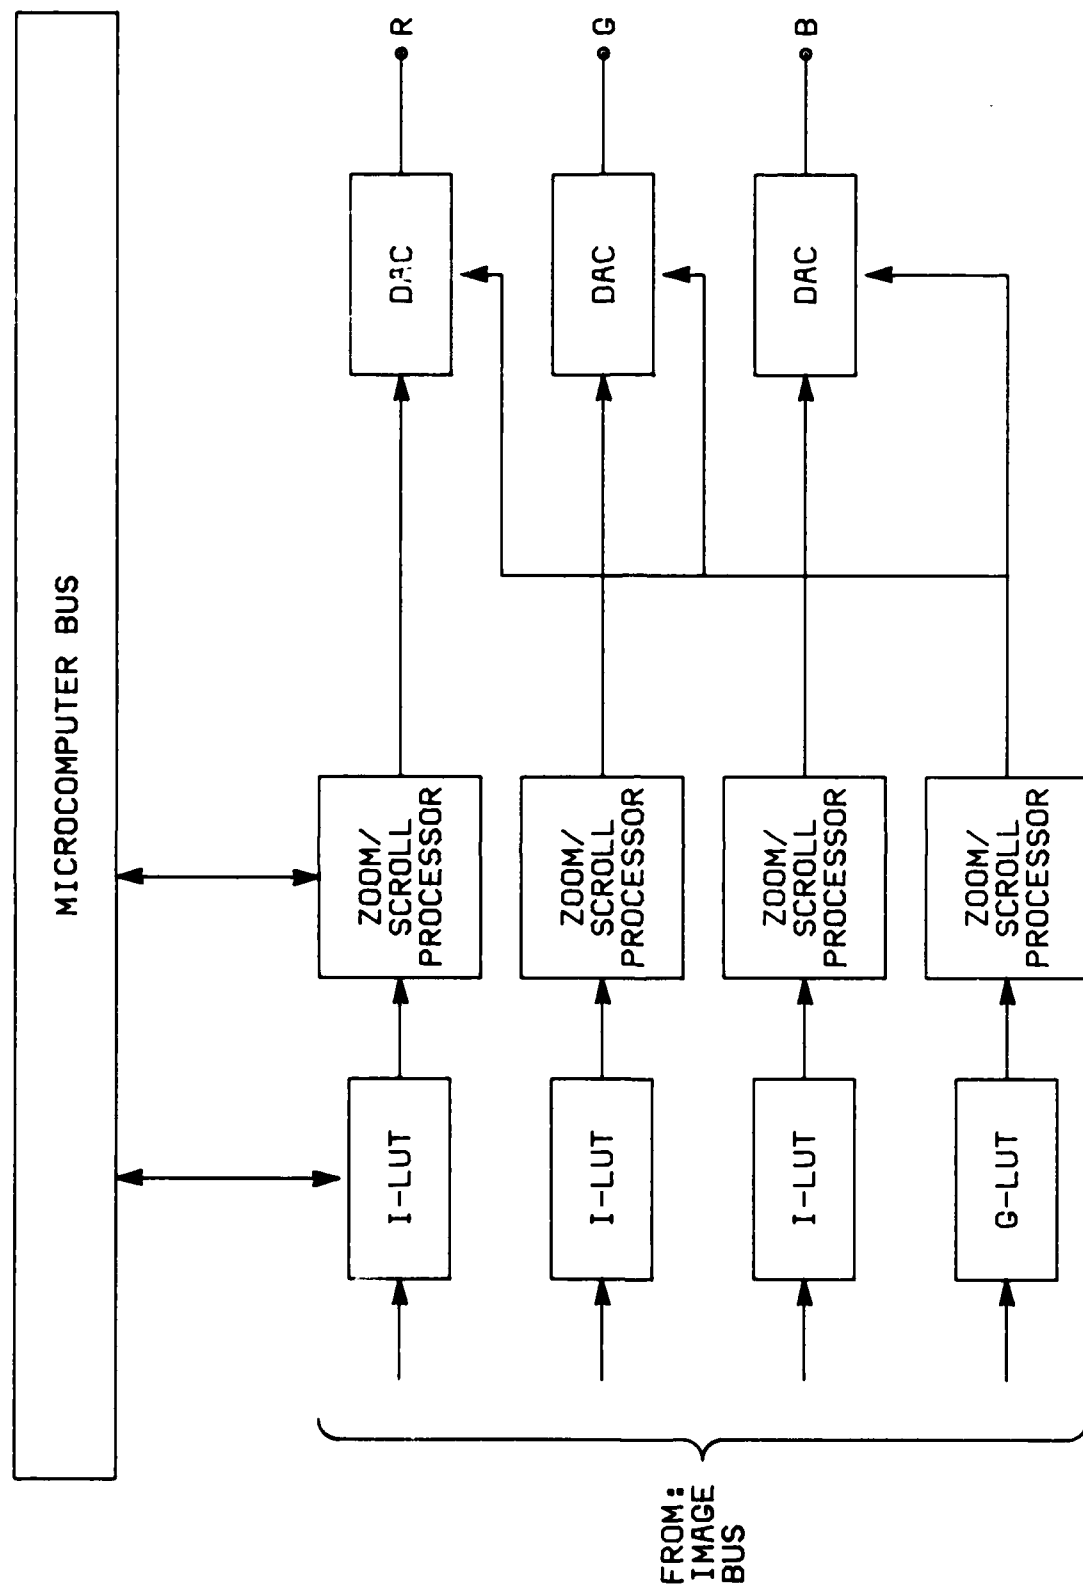 MICROCOMPUTER BUS
FROM:
IMAGE
BUS
I-LUT
ZOOM/
SCROLL
PROCESSOR
DAC
R
I-LUT
ZOOM/
SCROLL
PROCESSOR
DAC
G
I-LUT
ZOOM/
SCROLL
PROCESSOR
DAC
B
G-LUT
ZOOM/
SCROLL
PROCESSOR